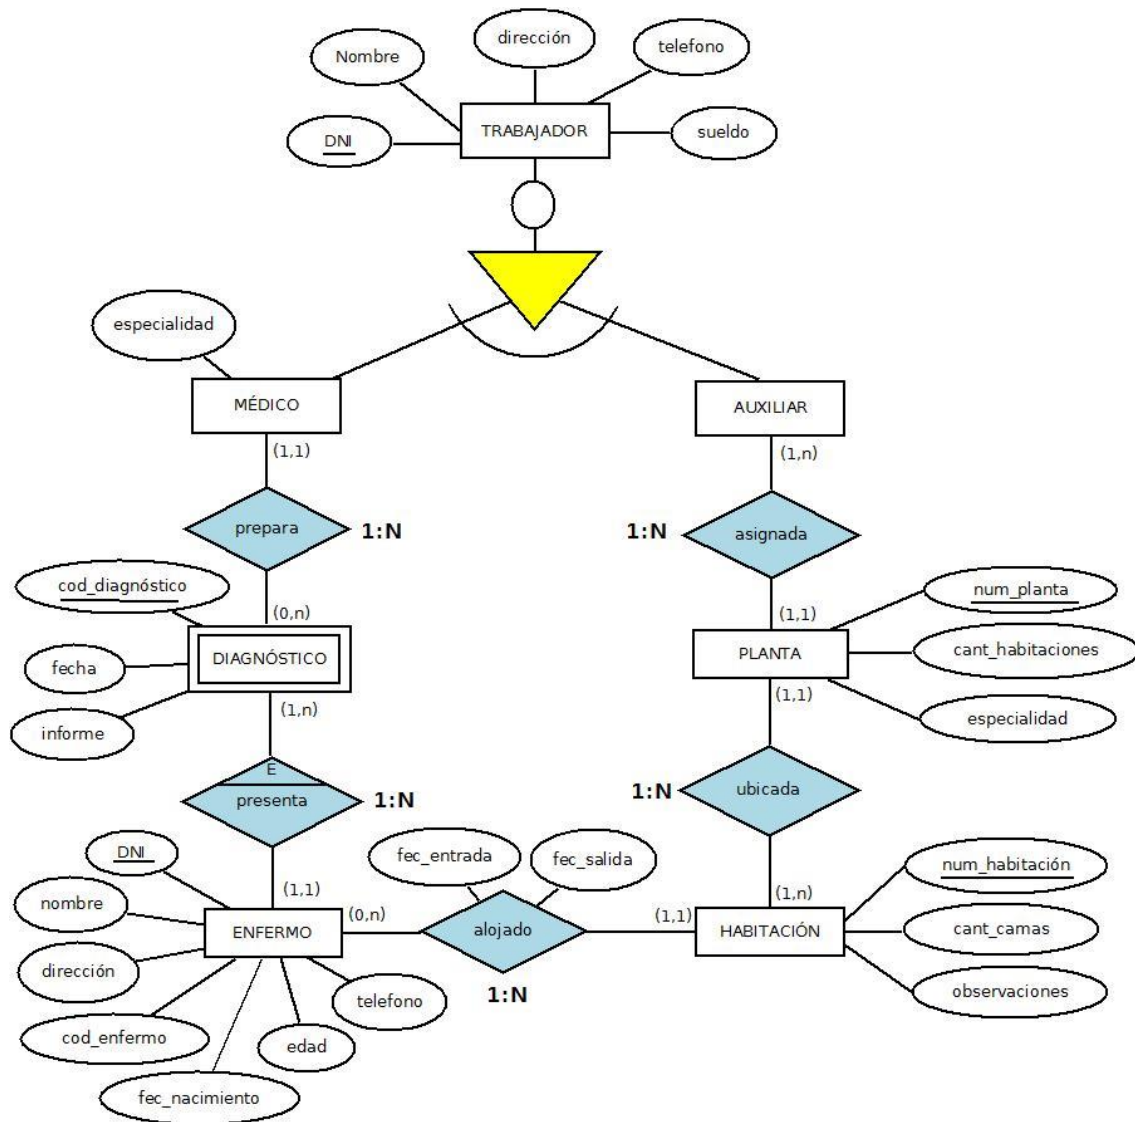 dirección
telefono
Nombre
TRABAJADOR
DNI
sueldo
especialidad
MÉDICO
AUXILIAR
(1,1)
(1,n)
prepara
1:N
1:N
asignada
cod_diagnóstico
num_planta
(0,n)
(1,1)
DIAGNÓSTICO
PLANTA
cant_habitaciones
fecha
(1,n)
(1,1)
informe
especialidad
E
presenta
1:N
1:N
ubicada
DNI
fec_entrada
fec_salida
num_habitación
nombre
(1,1)
(0,n)
(1,1)
(1,n)
ENFERMO
alojado
HABITACIÓN
cant_camas
dirección
telefono
1:N
observaciones
cod_enfermo
edad
fec_nacimiento